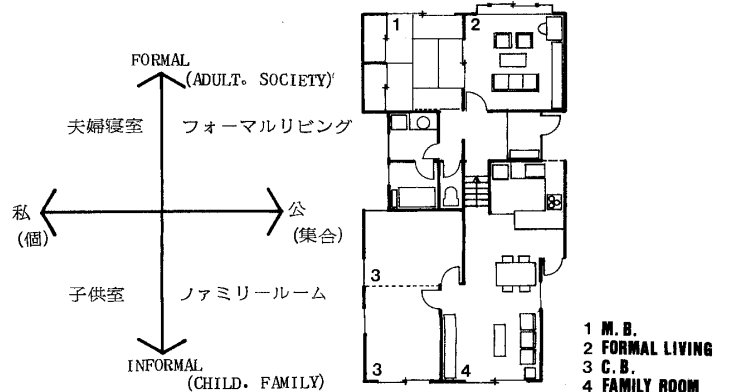 FORMAL
(ADULT. SOCIETY)
夫婦寝室 フォーマルリビング
私
(個)
公
(集合)
子供室 ファミリールーム
INFORMAL
(CHILD. FAMILY)
1
2
3
3
4
1 M.B.
2 FORMAL LIVING
3 C.B.
4 FAMILY ROOM